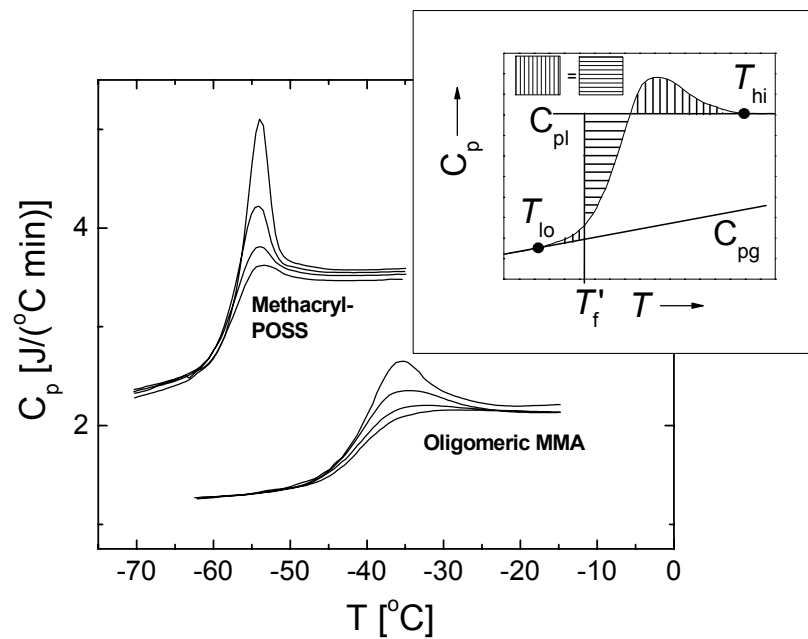 C_p [J/(°C min)]
4
2
-70 -60 -50 -40 -30 -20 -10 0
T [°C]
Methacryl-
POSS
Oligomeric MMA
=
T_hi
C_pl
C_p
T_lo
C_pg
T_f' T